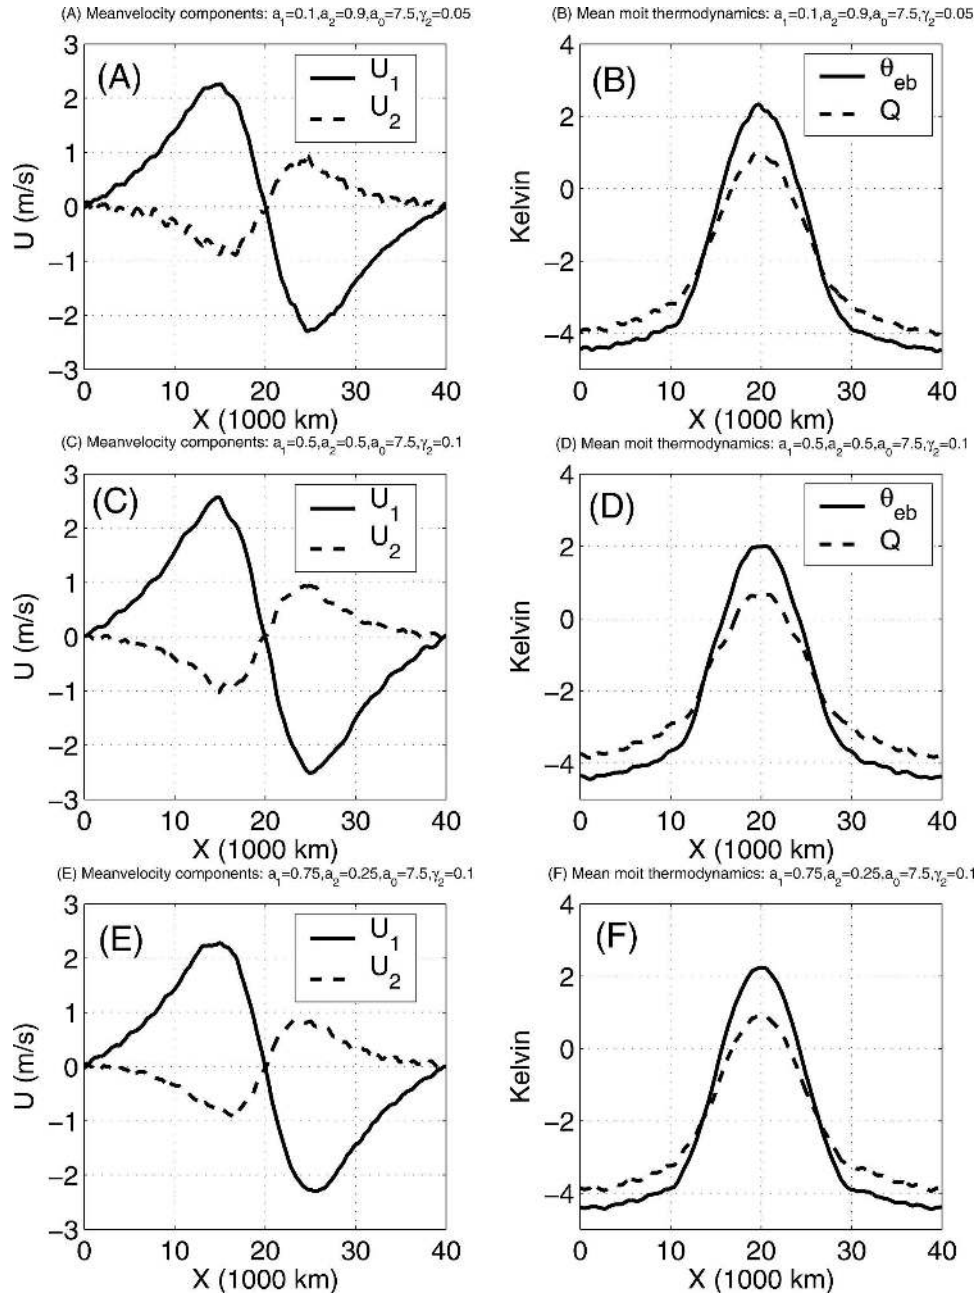 (A) Meanvelocity components: a1=0.1,a2=0.9,a0=7.5,γ2=0.05
(A)
U1
U2
3
2
1
0
−1
−2
−3
U (m/s)
0 10 20 30 40
X (1000 km)
(B) Mean moit thermodynamics: a1=0.1,a2=0.9,a0=7.5,γ2=0.05
(B)
θeb
Q
4
2
0
−2
−4
Kelvin
0 10 20 30 40
X (1000 km)
(C) Meanvelocity components: a1=0.5,a2=0.5,a0=7.5,γ2=0.1
(C)
U1
U2
3
2
1
0
−1
−2
−3
U (m/s)
0 10 20 30 40
X (1000 km)
(D) Mean moit thermodynamics: a1=0.5,a2=0.5,a0=7.5,γ2=0.1
(D)
θeb
Q
4
2
0
−2
−4
Kelvin
0 10 20 30 40
X (1000 km)
(E) Meanvelocity components: a1=0.75,a2=0.25,a0=7.5,γ2=0.1
(E)
U1
U2
3
2
1
0
−1
−2
−3
U (m/s)
0 10 20 30 40
X (1000 km)
(F) Mean moit thermodynamics: a1=0.75,a2=0.25,a0=7.5,γ2=0.1
(F)
4
2
0
−2
−4
Kelvin
0 10 20 30 40
X (1000 km)